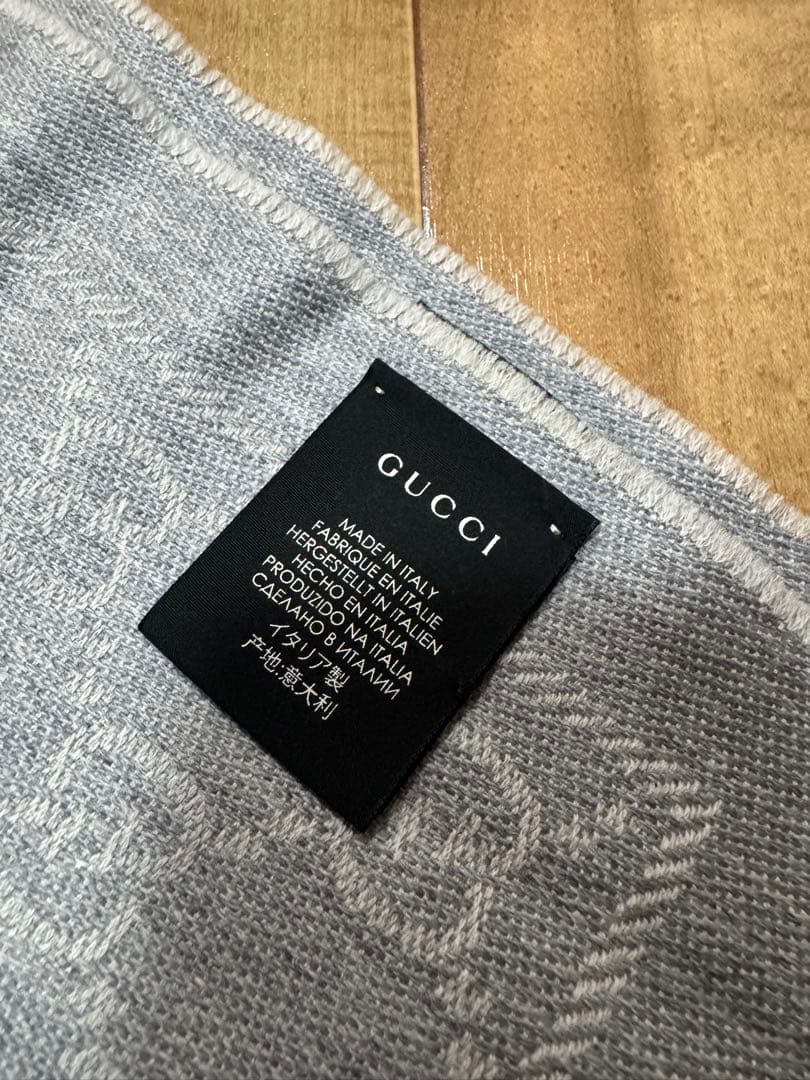 GUCCI
MADE IN ITALY
FABRIQUE EN ITALIE
HERGESTELLT IN ITALIEN
HECHO EN ITALIA
PRODUZIDO NA ITALIA
СДЕЛАНО В ИТАЛИИ
イタリア製
产地:意大利